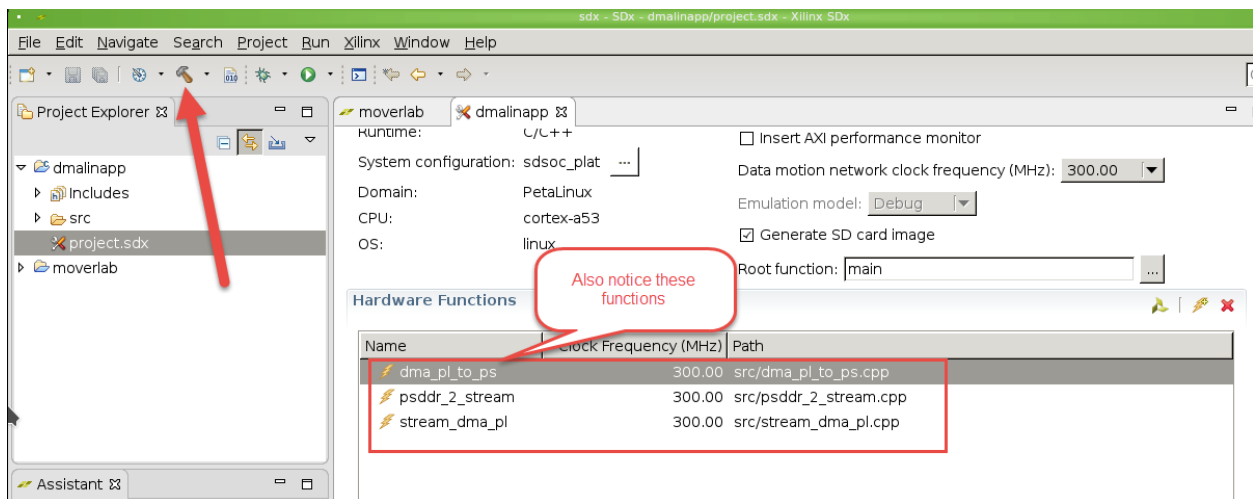 sdx - SDx - dmalinapp/project.sdx - Xilinx SDx
File Edit Navigate Search Project Run Xilinx Window Help
010
Project Explorer
dmalinapp
Includes
src
project.sdx
moverlab
Assistant
moverlab
dmalinapp
Runtime: C/C++
System configuration: sdsoc_plat ...
Domain: PetaLinux
CPU: cortex-a53
OS: linux
Insert AXI performance monitor
Data motion network clock frequency (MHz): 300.00
Emulation model: Debug
Generate SD card image
Root function: main ...
Also notice these
functions
Hardware Functions
Name Clock Frequency (MHz) Path
dma_pl_to_ps 300.00 src/dma_pl_to_ps.cpp
psddr_2_stream 300.00 src/psddr_2_stream.cpp
stream_dma_pl 300.00 src/stream_dma_pl.cpp